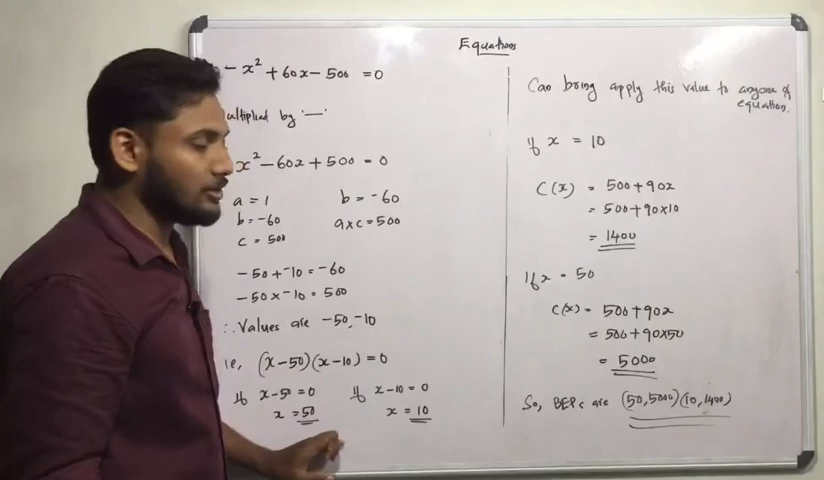 Equations
- x² + 60x - 500 = 0
ultiplied by '—'
x² - 60x + 500 = 0
a = 1
b = -60
c = 500
b = -60
a×c = 500
-50 + -10 = -60
-50 × -10 = 500
∴ Values are -50, -10
ie, (x-50)(x-10) = 0
If x-50 = 0
x = 50
If x-10 = 0
x = 10
Can bring apply this value to anyone of
equation.
If x = 10
C(x) = 500+90x
= 500+90×10
= 1400
If x = 50
C(x) = 500+90x
= 500+90×50
= 5000
So, BEPs are (50,5000)(10,1400)